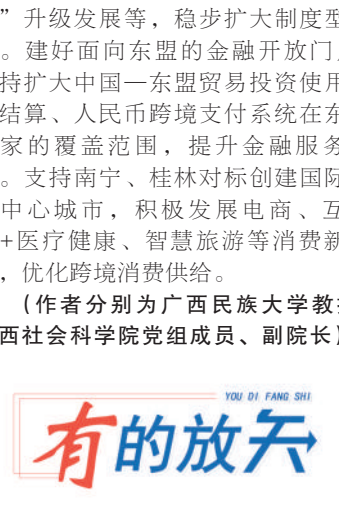 ”升级发展等，稳步扩大制度型
。建好面向东盟的金融开放门
持扩大中国—东盟贸易投资使用
结算、人民币跨境支付系统在东
家的覆盖范围，提升金融服务
。支持南宁、桂林对标创建国际
中心城市，积极发展电商、互
+医疗健康、智慧旅游等消费新
，优化跨境消费供给。
（作者分别为广西民族大学教
西社会科学院党组成员、副院长）
YOU DI FANG SHI
有的放矢